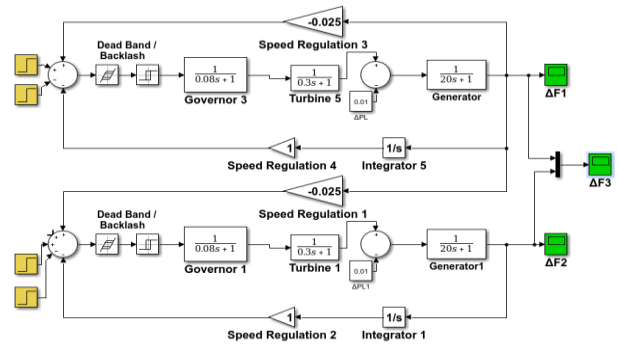 -0.025
Speed Regulation 3
Dead Band /
Backlash
1
0.08s + 1
Governor 3
1
0.3s + 1
Turbine 5
0.01
ΔPL
1
20s + 1
Generator
ΔF1
1
Speed Regulation 4
1/s
Integrator 5
ΔF3
-0.025
Speed Regulation 1
Dead Band /
Backlash
1
0.08s + 1
Governor 1
1
0.3s + 1
Turbine 1
0.01
ΔPL1
1
20s + 1
Generator1
ΔF2
1
Speed Regulation 2
1/s
Integrator 1